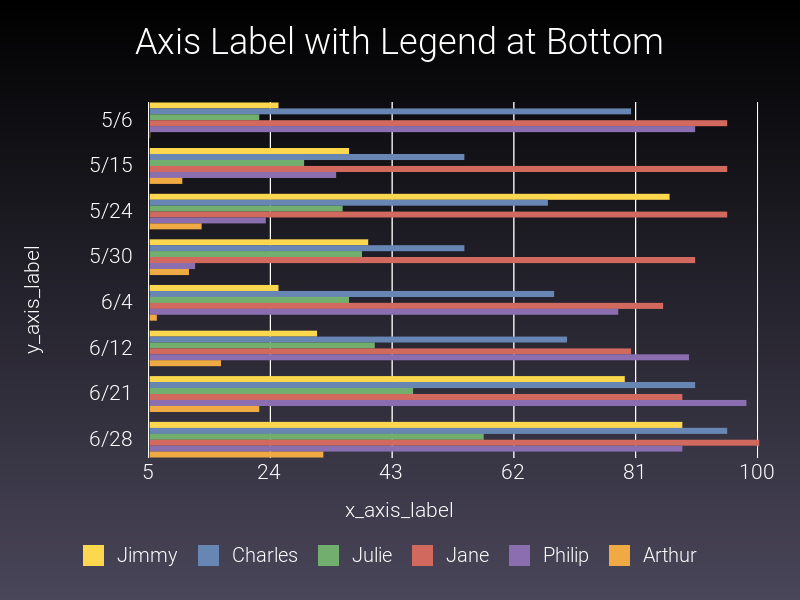 Axis Label with Legend at Bottom
5/6
5/15
5/24
5/30
6/4
6/12
6/21
6/28
y_axis_label
5 24 43 62 81 100
x_axis_label
Jimmy Charles Julie Jane Philip Arthur